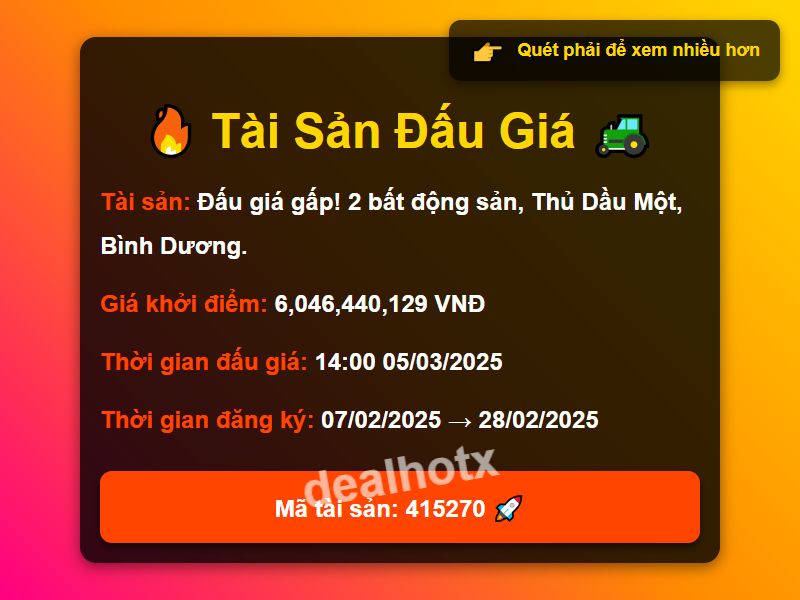 👉 Quét phải để xem nhiều hơn
🔥 Tài Sản Đấu Giá 🚜
Tài sản: Đấu giá gấp! 2 bất động sản, Thủ Dầu Một,
Bình Dương.
Giá khởi điểm: 6,046,440,129 VNĐ
Thời gian đấu giá: 14:00 05/03/2025
Thời gian đăng ký: 07/02/2025 → 28/02/2025
dealhotx
Mã tài sản: 415270 🚀